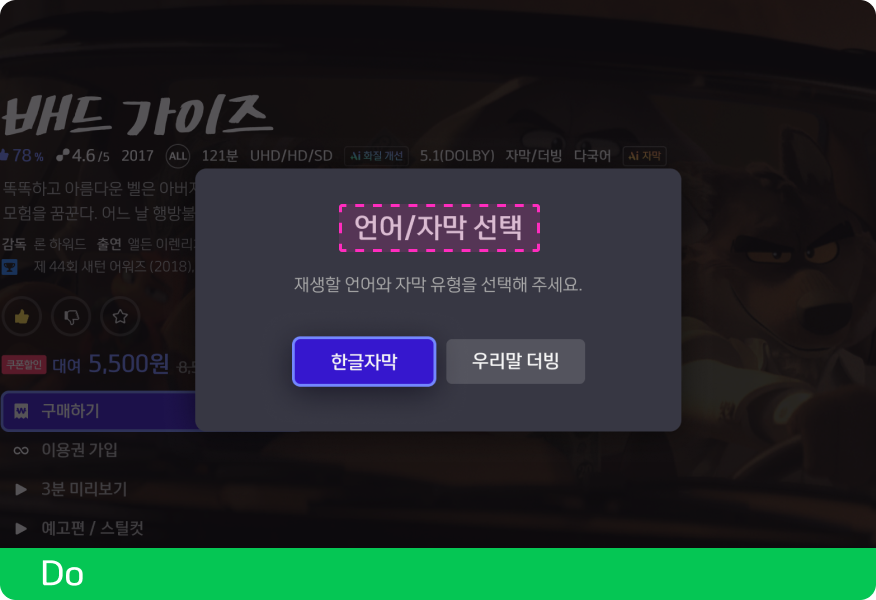 배드 가이즈
78% 4.6/5 2017 ALL 121분 UHD/HD/SD Ai 화질 개선 5.1(DOLBY) 자막/더빙 다국어 Ai 자막
똑똑하고 아름다운 벨은 아버지
모험을 꿈꾼다. 어느 날 행방불
감독 론 하워드 출연 앨든 이렌리
제 44회 새턴 어워즈 (2018),
언어/자막 선택
재생할 언어와 자막 유형을 선택해 주세요.
한글자막 우리말 더빙
쿠폰할인 대여 5,500원
구매하기
이용권 가입
3분 미리보기
예고편 / 스틸컷
Do